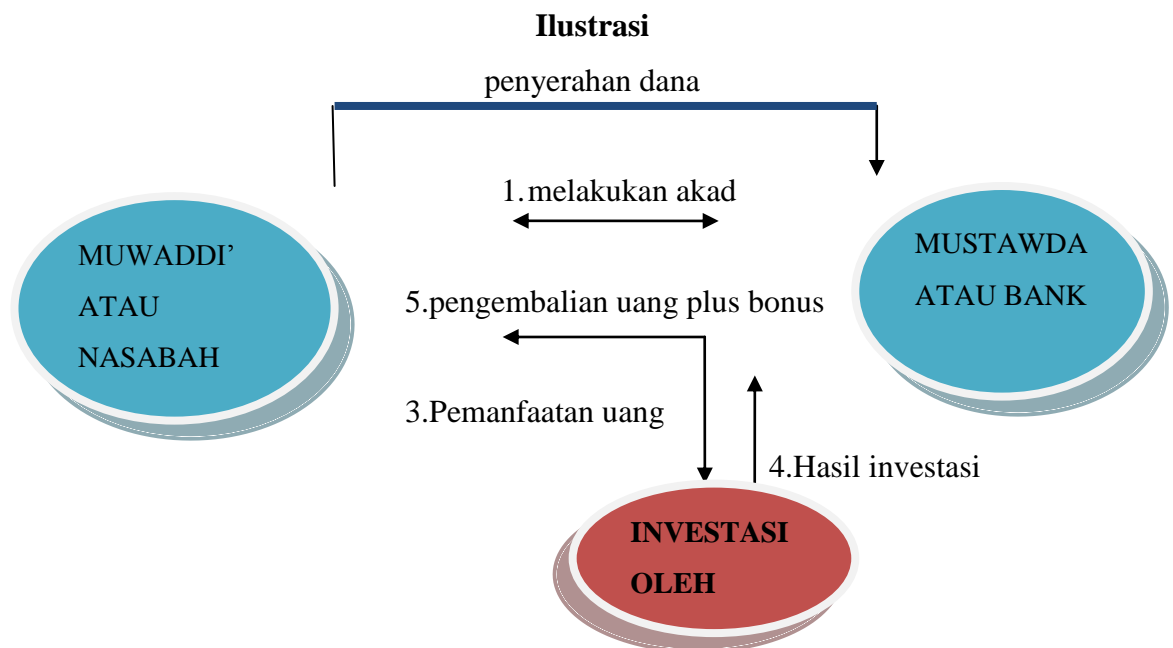 Ilustrasi
penyerahan dana
1. melakukan akad
MUWADDI’
ATAU
NASABAH
MUSTAWDA
ATAU BANK
5.pengembalian uang plus bonus
3.Pemanfaatan uang
4.Hasil investasi
INVESTASI
OLEH